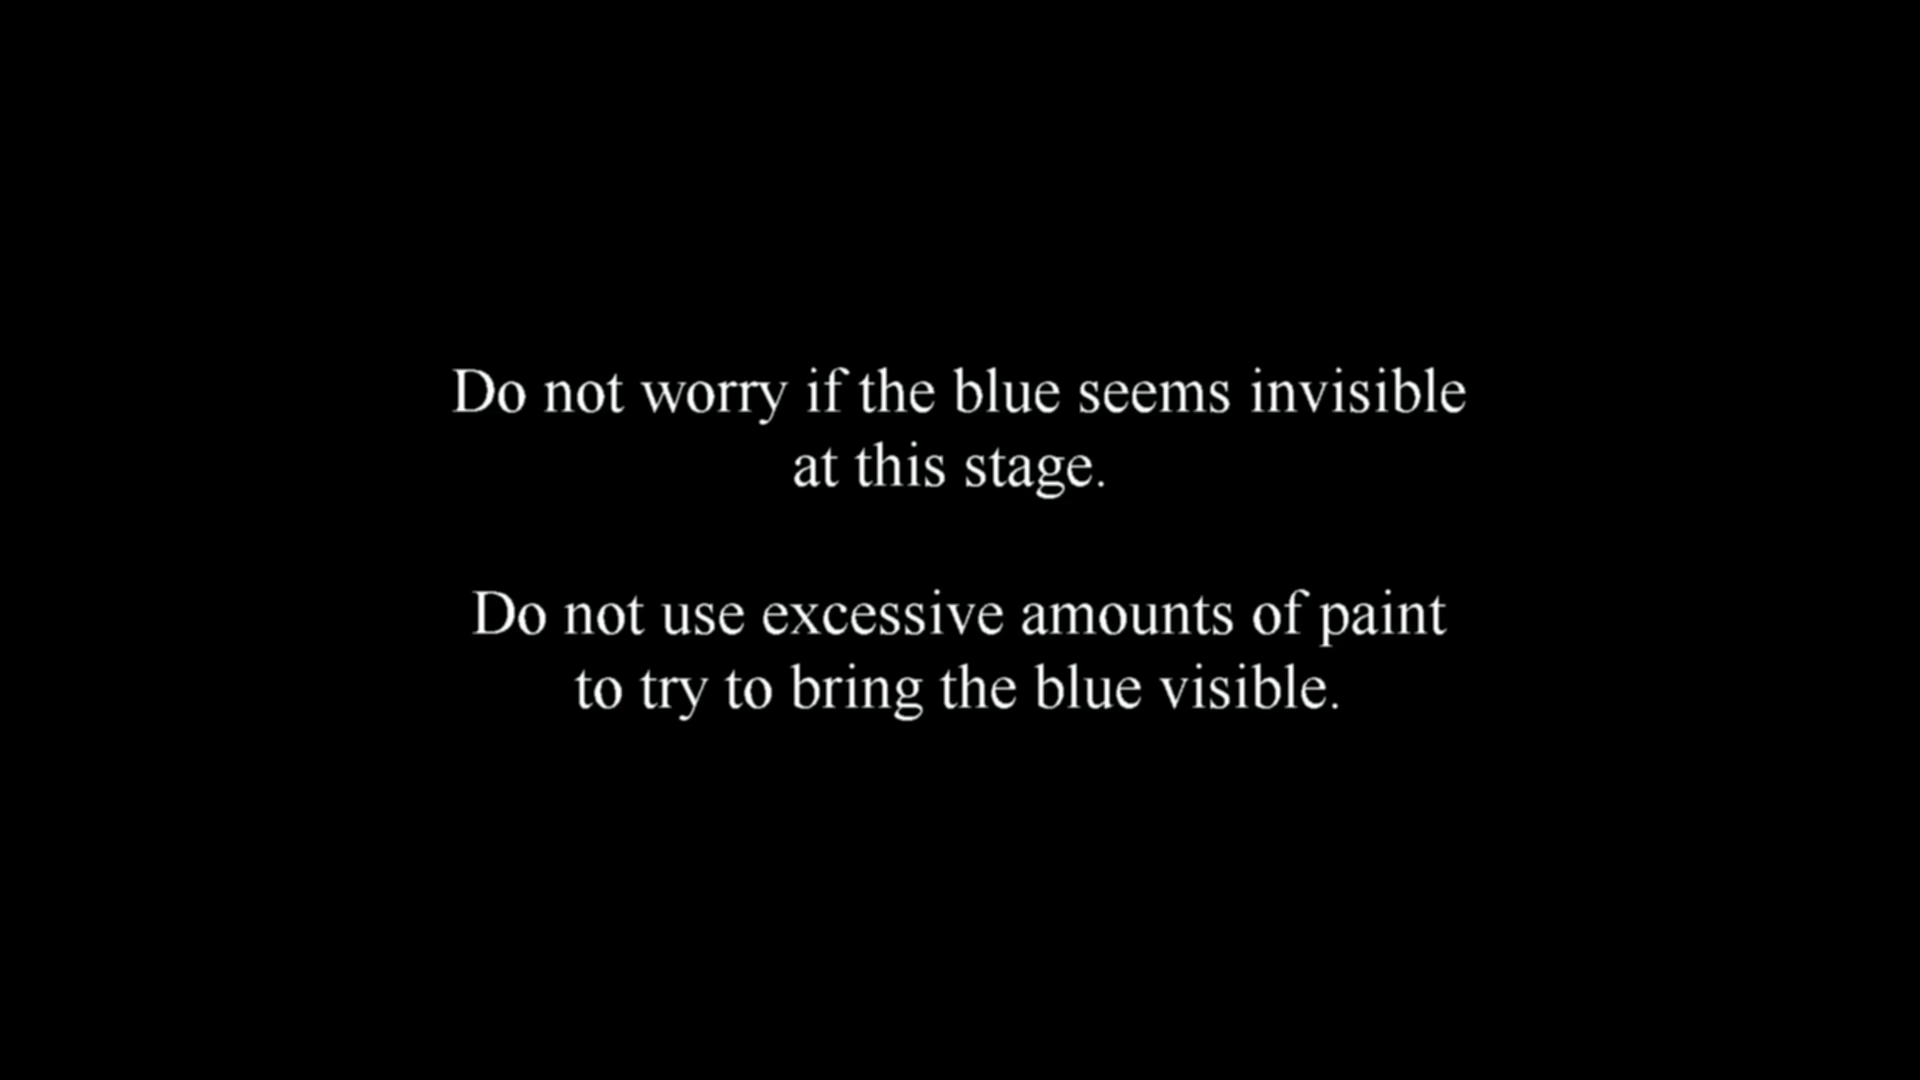 Do not worry if the blue seems invisible
at this stage.
Do not use excessive amounts of paint
to try to bring the blue visible.